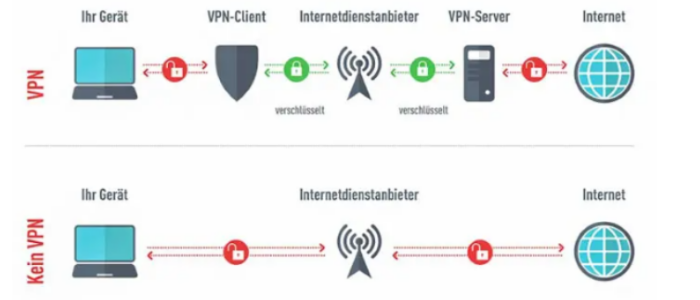 Ihr Gerät VPN-Client Internetdienstanbieter VPN-Server Internet
VPN
verschlüsselt verschlüsselt
Ihr Gerät Internetdienstanbieter Internet
Kein VPN